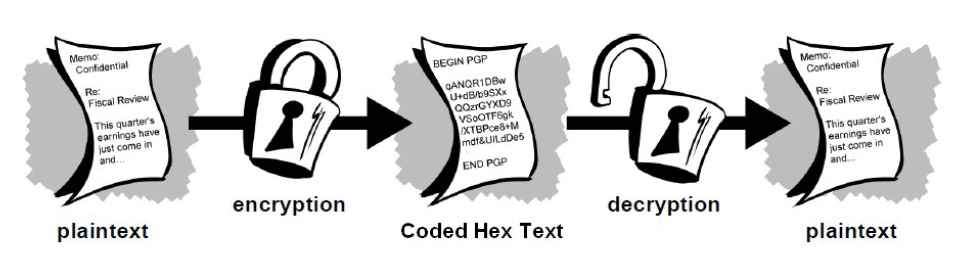 Memo:
Confidential
Re:
Fiscal Review
This quarter's
earnings have
just come in
and...
plaintext
encryption
BEGIN PGP
qANQR1DBw
U+dB/b9SXx
QQzrGYXD9
VSoOTF6gk
/XTBPce8+M
mdf&UILdDe5
END PGP
Coded Hex Text
decryption
Memo:
Confidential
Re:
Fiscal Review
This quarter's
earnings have
just come in
and...
plaintext